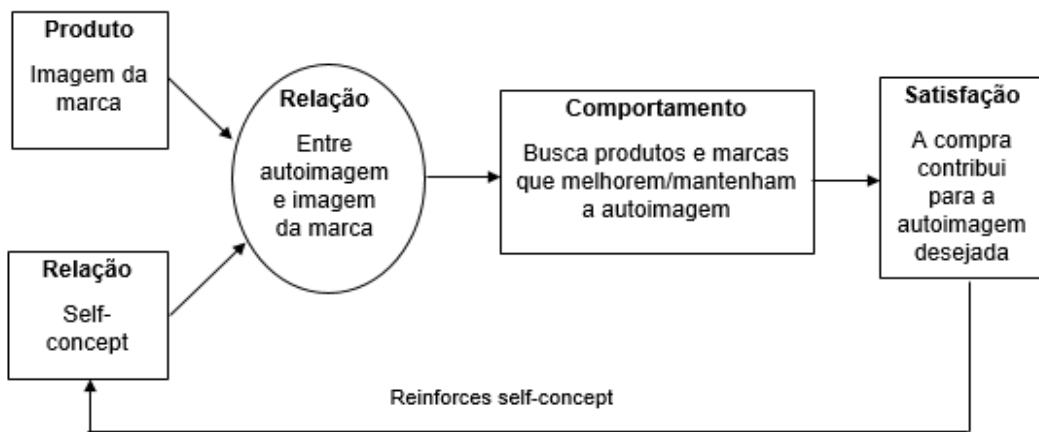 Produto
Imagem da
marca
Relação
Self-
concept
Relação
Entre
autoimagem
e imagem
da marca
Comportamento
Busca produtos e marcas
que melhorem/mantenham
a autoimagem
Satisfação
A compra
contribui
para a
autoimagem
desejada
Reinforces self-concept